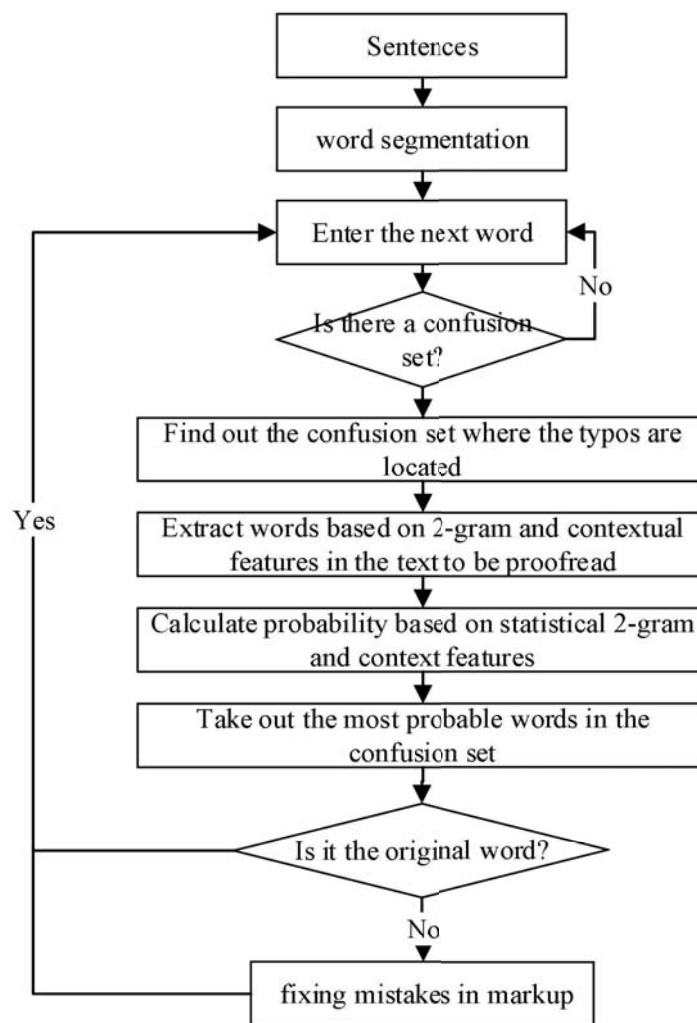 Sentences
word segmentation
Enter the next word
No
Is there a confusion
set?
Find out the confusion set where the typos are
located
Yes
Extract words based on 2-gram and contextual
features in the text to be proofread
Calculate probability based on statistical 2-gram
and context features
Take out the most probable words in the
confusion set
Is it the original word?
No
fixing mistakes in markup